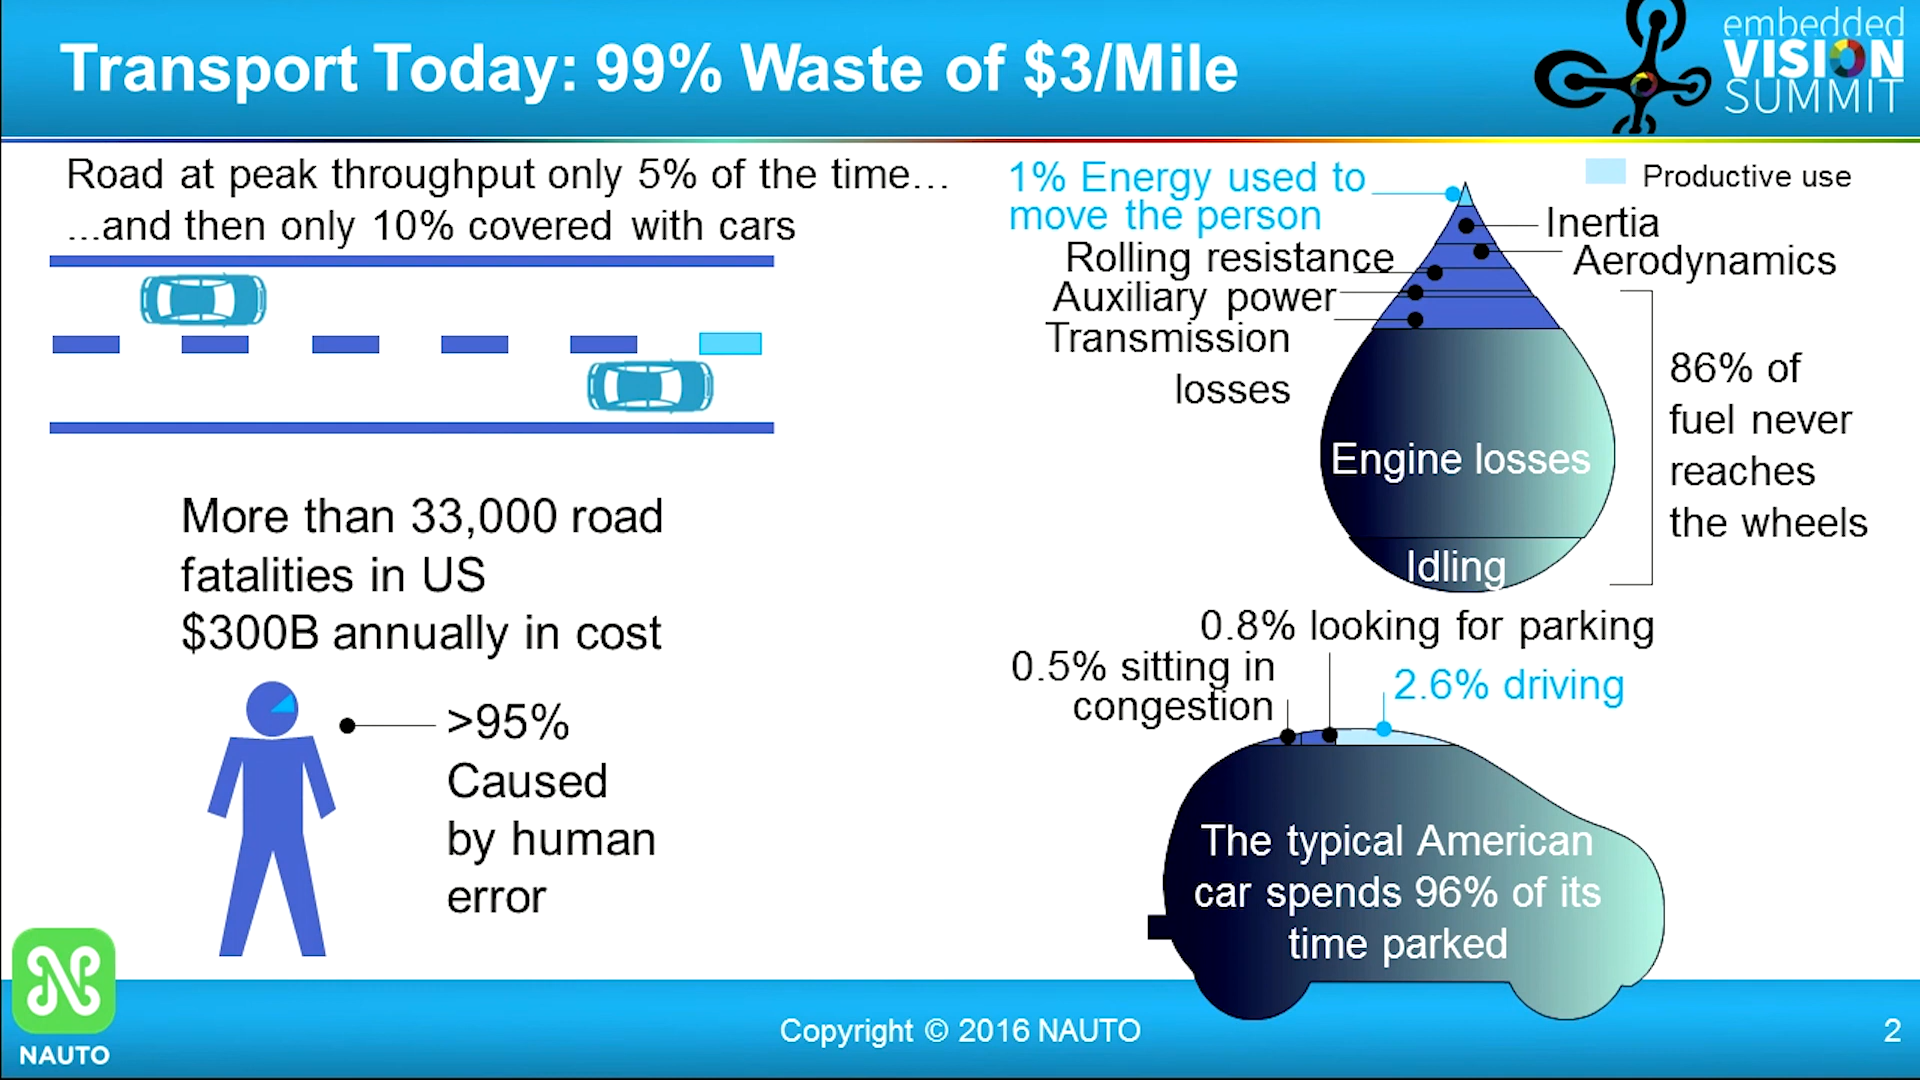 Transport Today: 99% Waste of $3/Mile
embedded
VISION
SUMMIT
Road at peak throughput only 5% of the time...
...and then only 10% covered with cars
More than 33,000 road
fatalities in US
$300B annually in cost
>95%
Caused
by human
error
1% Energy used to
move the person
Productive use
Inertia
Rolling resistance
Aerodynamics
Auxiliary power
Transmission
losses
86% of
fuel never
reaches
the wheels
Engine losses
Idling
0.8% looking for parking
0.5% sitting in
congestion
2.6% driving
The typical American
car spends 96% of its
time parked
NAUTO
Copyright © 2016 NAUTO
2